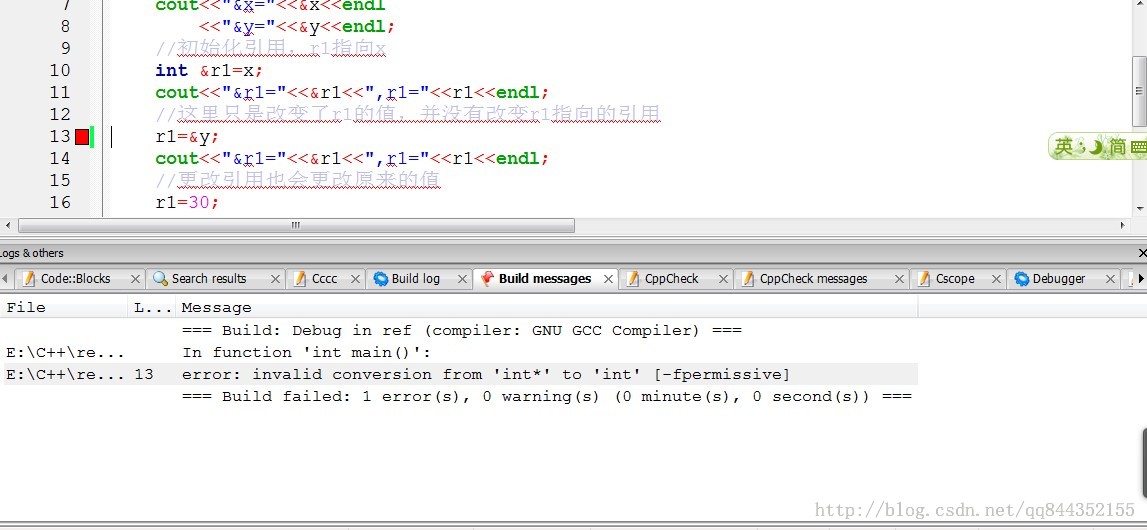 7 cout<<"&x="<<&x<<endl
8 <<"&y="<<&y<<endl;
9 //初始化引用，r1指向x
10 int &r1=x;
11 cout<<"&r1="<<&r1<<",r1="<<r1<<endl;
12 //这里只是改变了r1的值，并没有改变r1指向的引用
13 r1=&y;
14 cout<<"&r1="<<&r1<<",r1="<<r1<<endl;
15 //更改引用也会更改原来的值
16 r1=30;
英 简
Logs & others
Code::Blocks Search results Cccc Build log Build messages CppCheck CppCheck messages Cscope Debugger
File L... Message
=== Build: Debug in ref (compiler: GNU GCC Compiler) ===
E:\C++\re... In function 'int main()':
E:\C++\re... 13 error: invalid conversion from 'int*' to 'int' [-fpermissive]
=== Build failed: 1 error(s), 0 warning(s) (0 minute(s), 0 second(s)) ===
http://blog.csdn.net/qq844352155